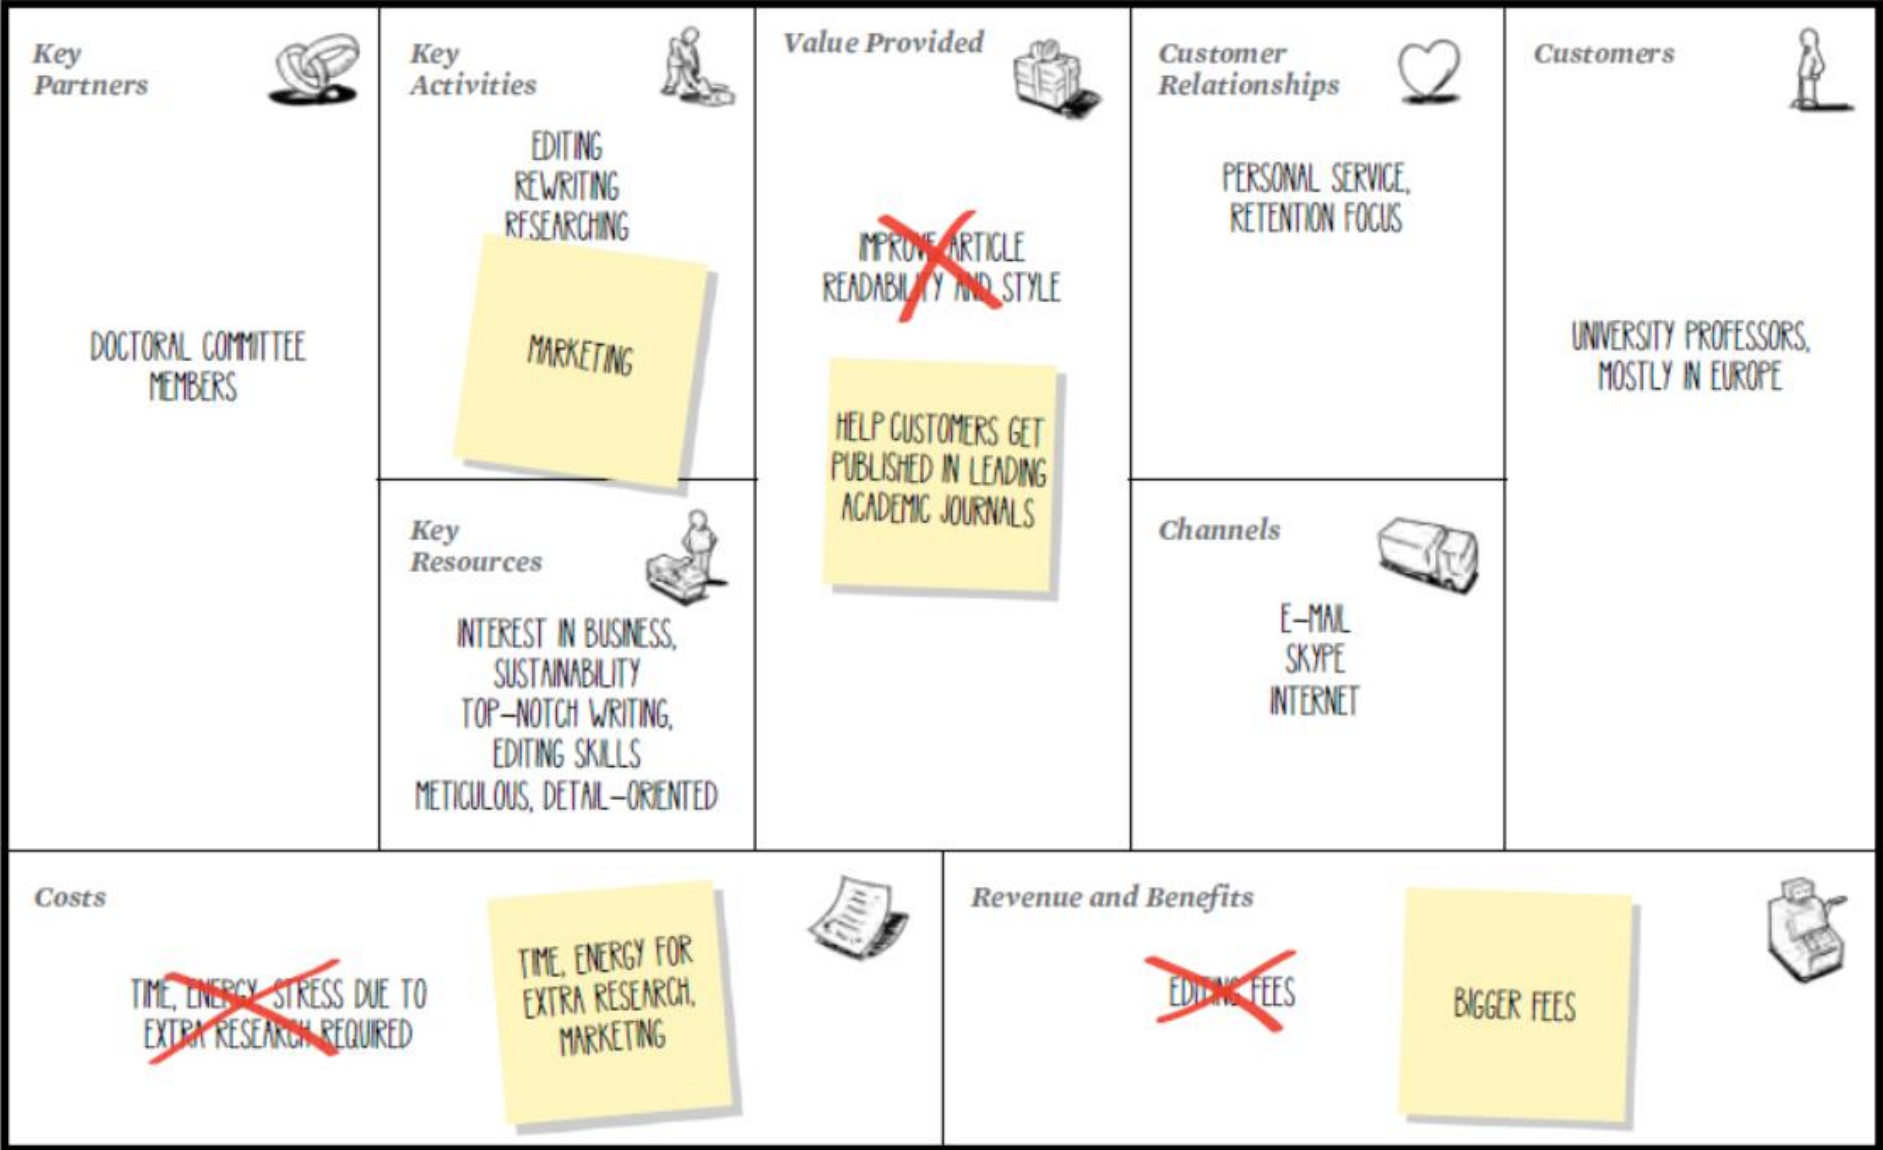 Key
Partners
DOCTORAL COMMITTEE
MEMBERS
Key
Activities
EDITING
REWRITING
RESEARCHING
MARKETING
Key
Resources
INTEREST IN BUSINESS,
SUSTAINABILITY
TOP-NOTCH WRITING,
EDITING SKILLS
METICULOUS, DETAIL-ORIENTED
Value Provided
IMPROVE ARTICLE
READABILITY AND STYLE
HELP CUSTOMERS GET
PUBLISHED IN LEADING
ACADEMIC JOURNALS
Customer
Relationships
PERSONAL SERVICE,
RETENTION FOCUS
Channels
E-MAIL
SKYPE
INTERNET
Customers
UNIVERSITY PROFESSORS,
MOSTLY IN EUROPE
Costs
TIME, ENERGY, STRESS DUE TO
EXTRA RESEARCH REQUIRED
TIME, ENERGY FOR
EXTRA RESEARCH,
MARKETING
Revenue and Benefits
EDITING FEES
BIGGER FEES